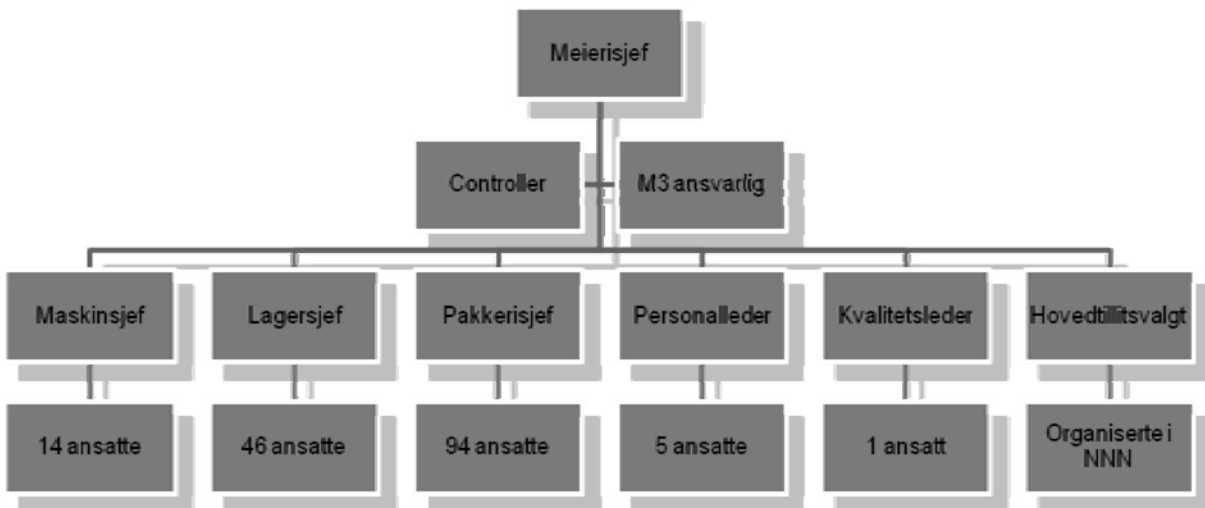 Meierisjef
Controller
M3 ansvarlig
Maskinsjef
Lagersjef
Pakkerisjef
Personalleder
Kvalitetsleder
Hovedtillitsvalgt
14 ansatte
46 ansatte
94 ansatte
5 ansatte
1 ansatt
Organiserte i
NNN